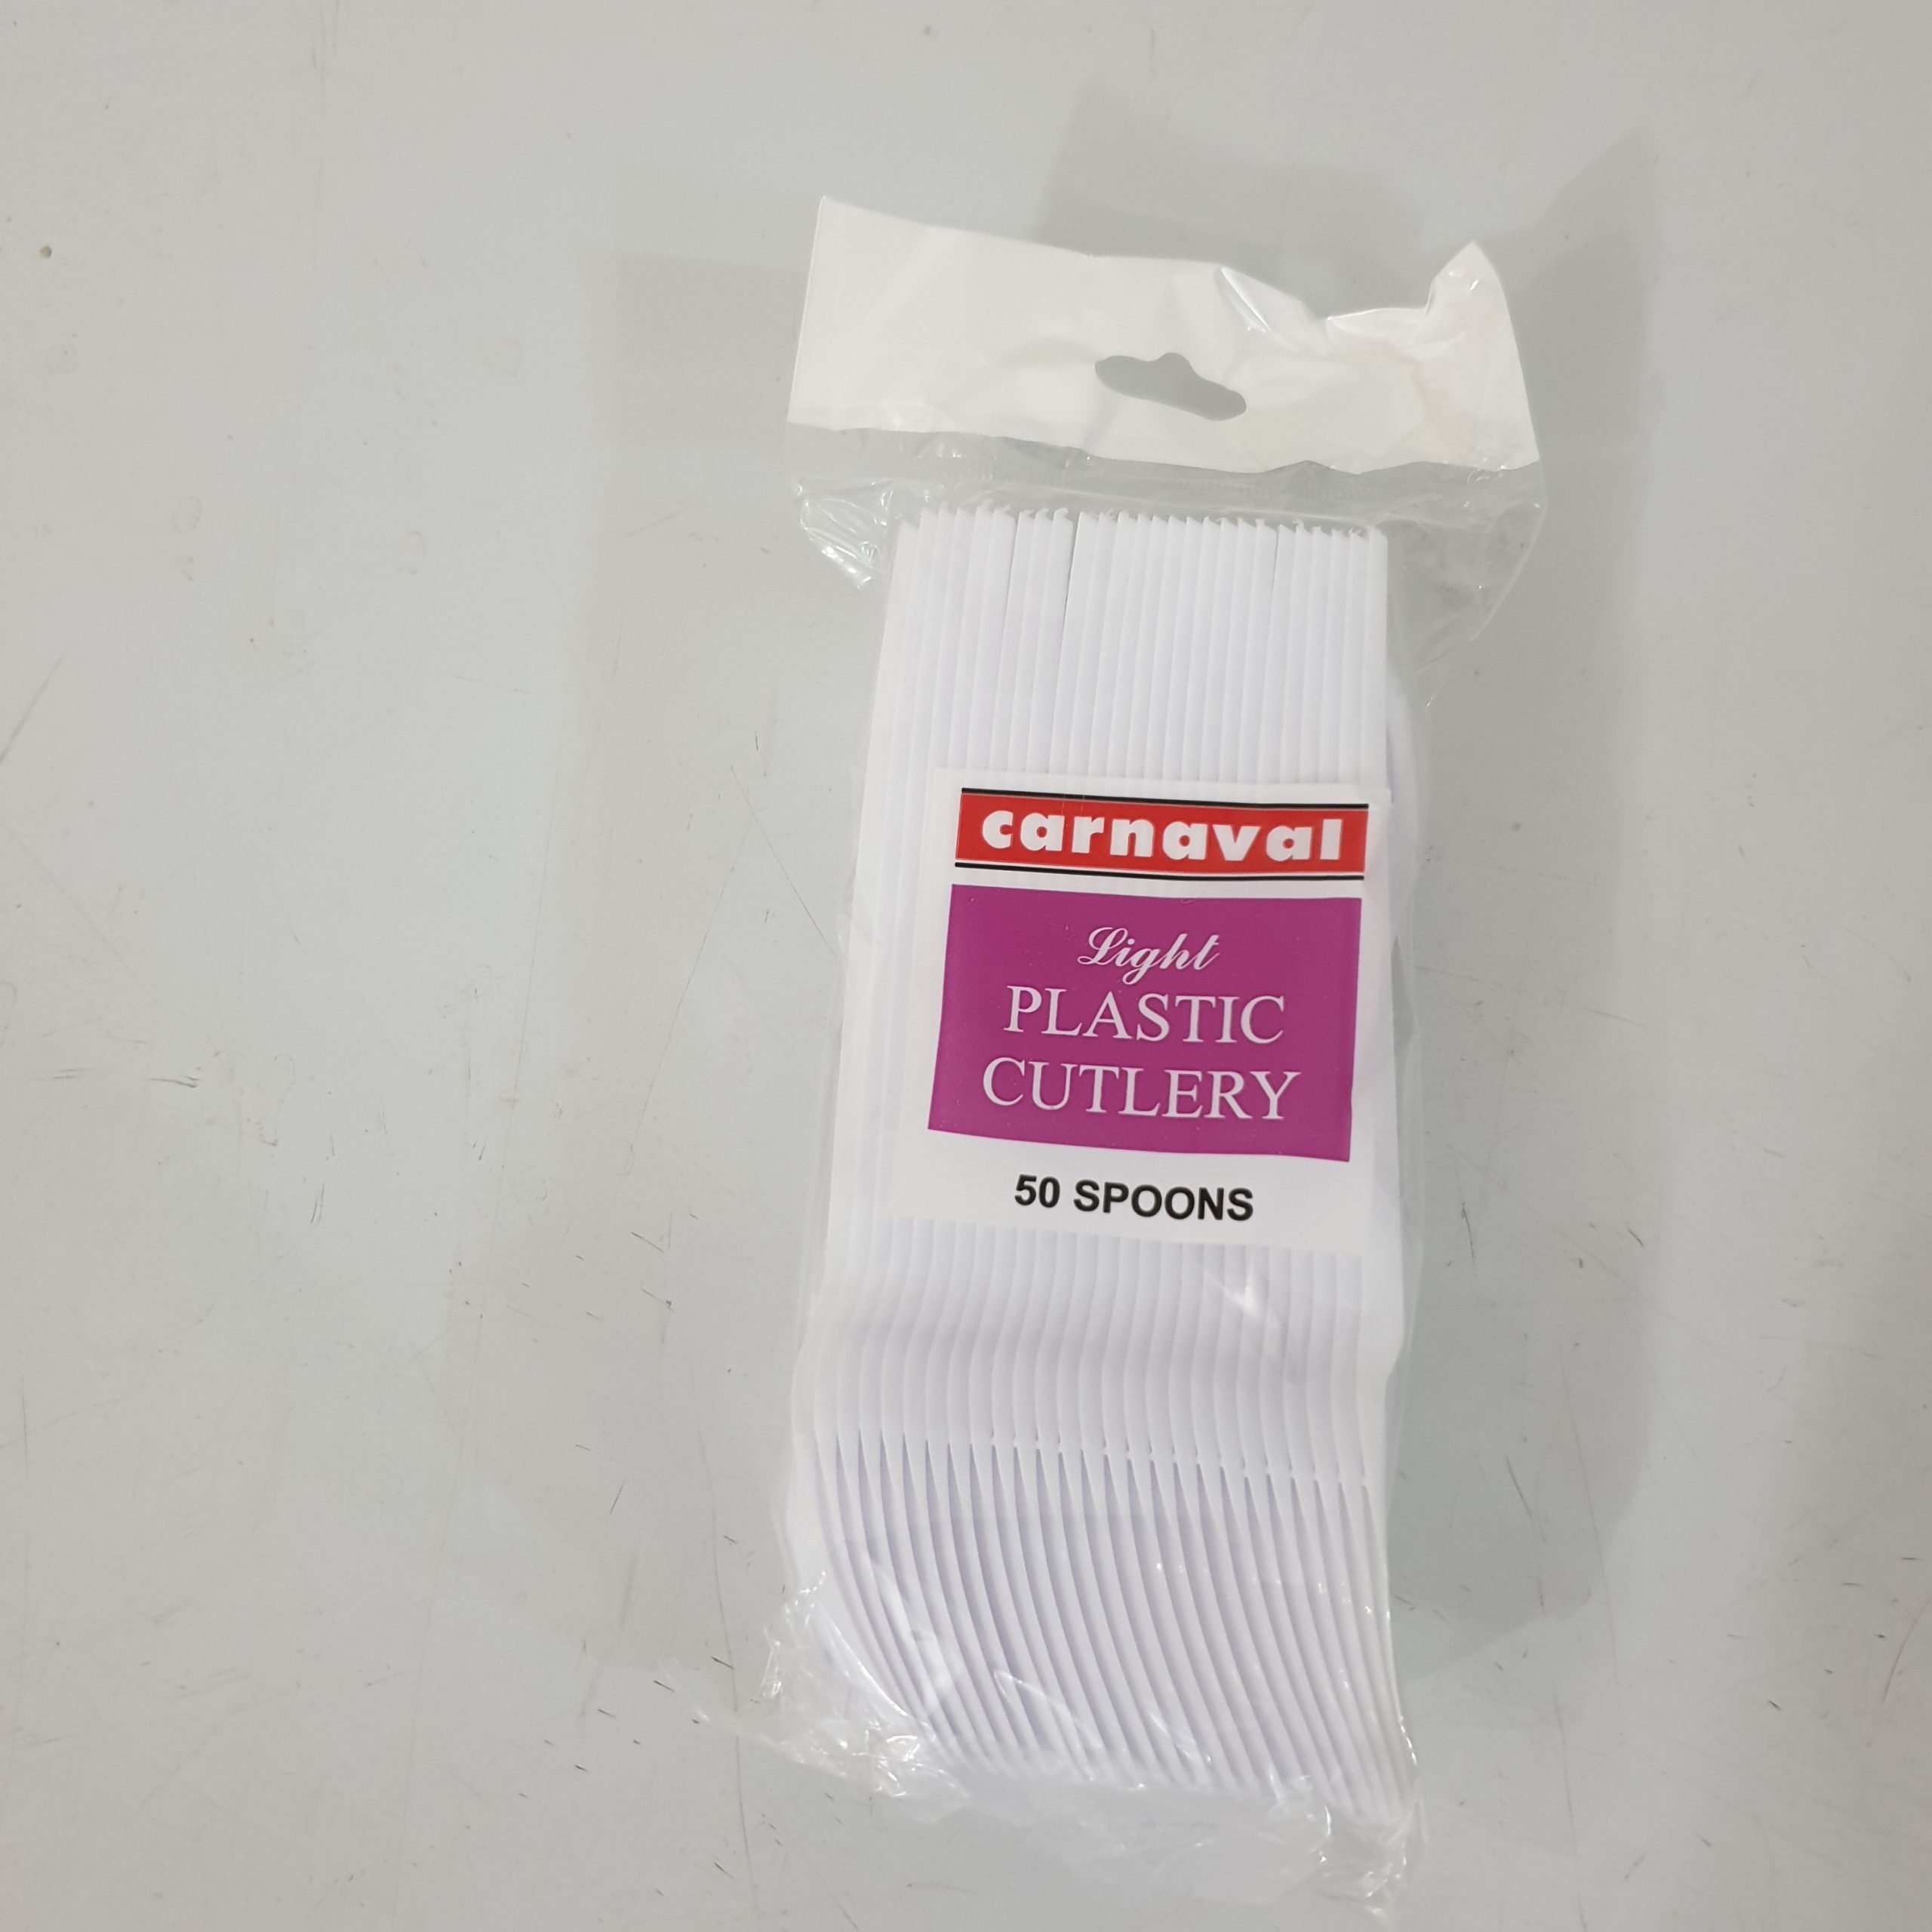 carnaval
Light
PLASTIC
CUTLERY
50 SPOONS